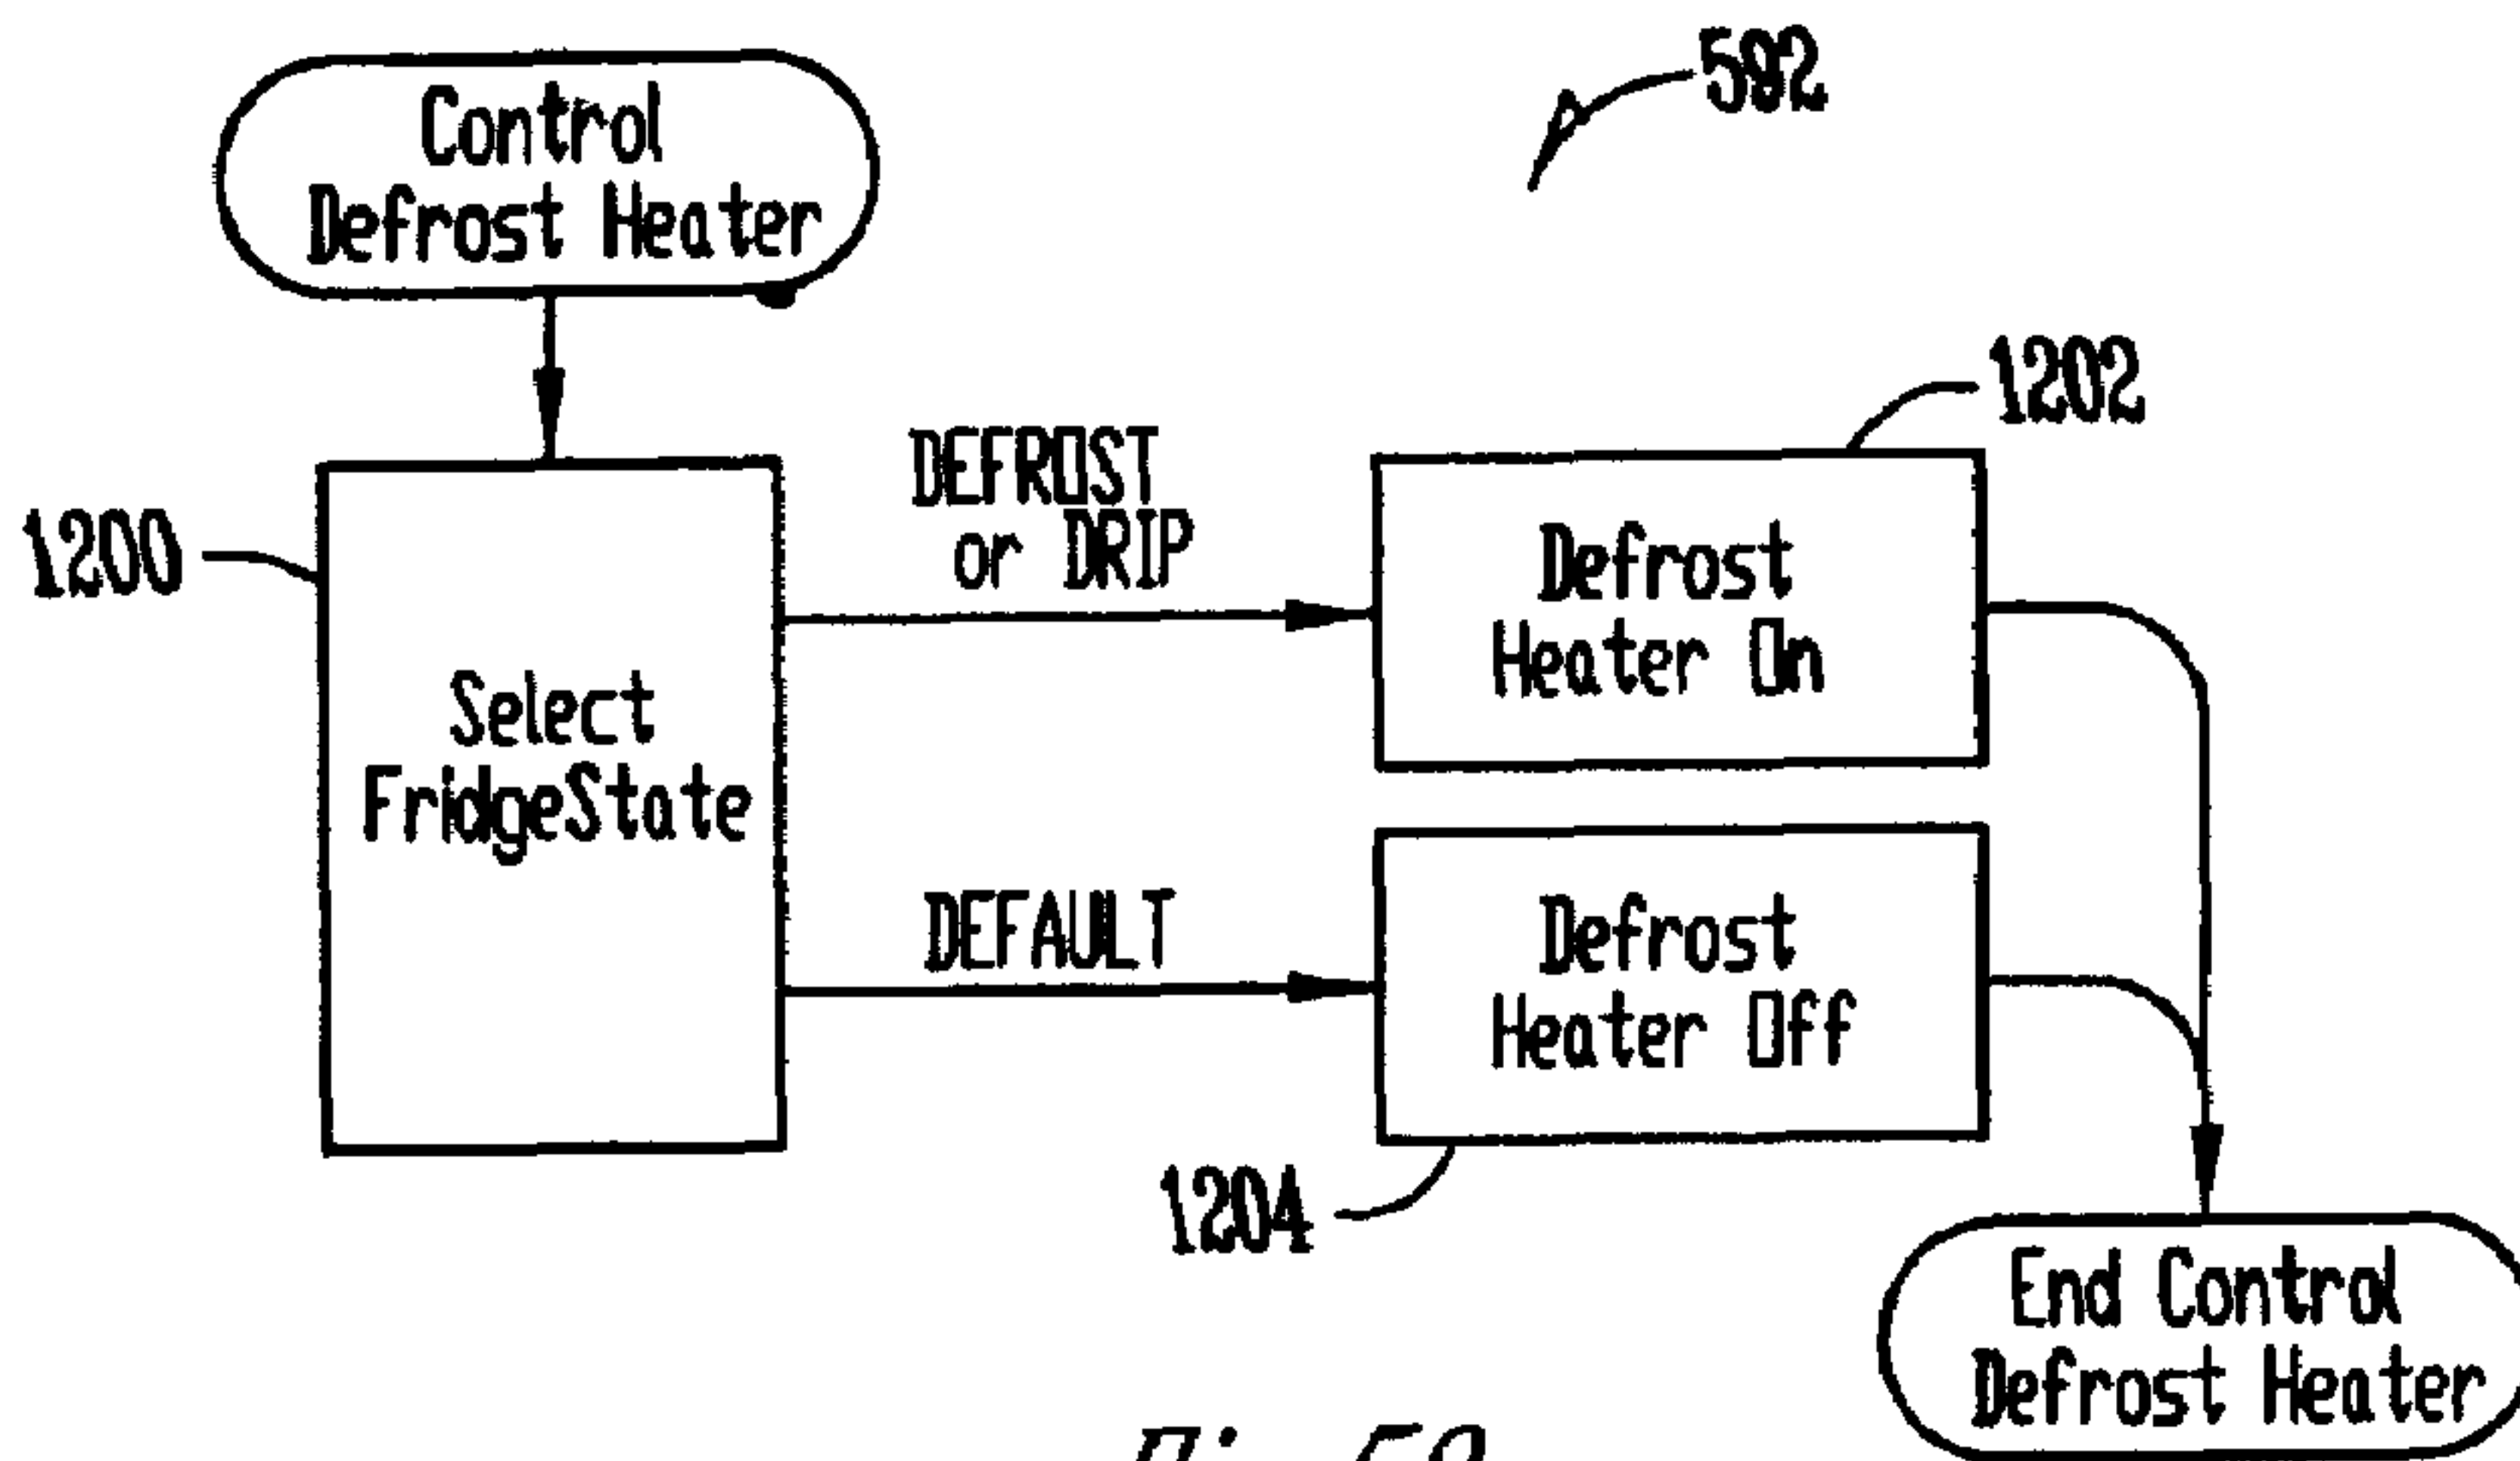 Control
Defrost Heater
592
1202
1200
DEFROST
or DRIP
Defrost
Heater On
Select
FridgeState
DEFAULT
Defrost
Heater Off
1204
End Control
Defrost Heater